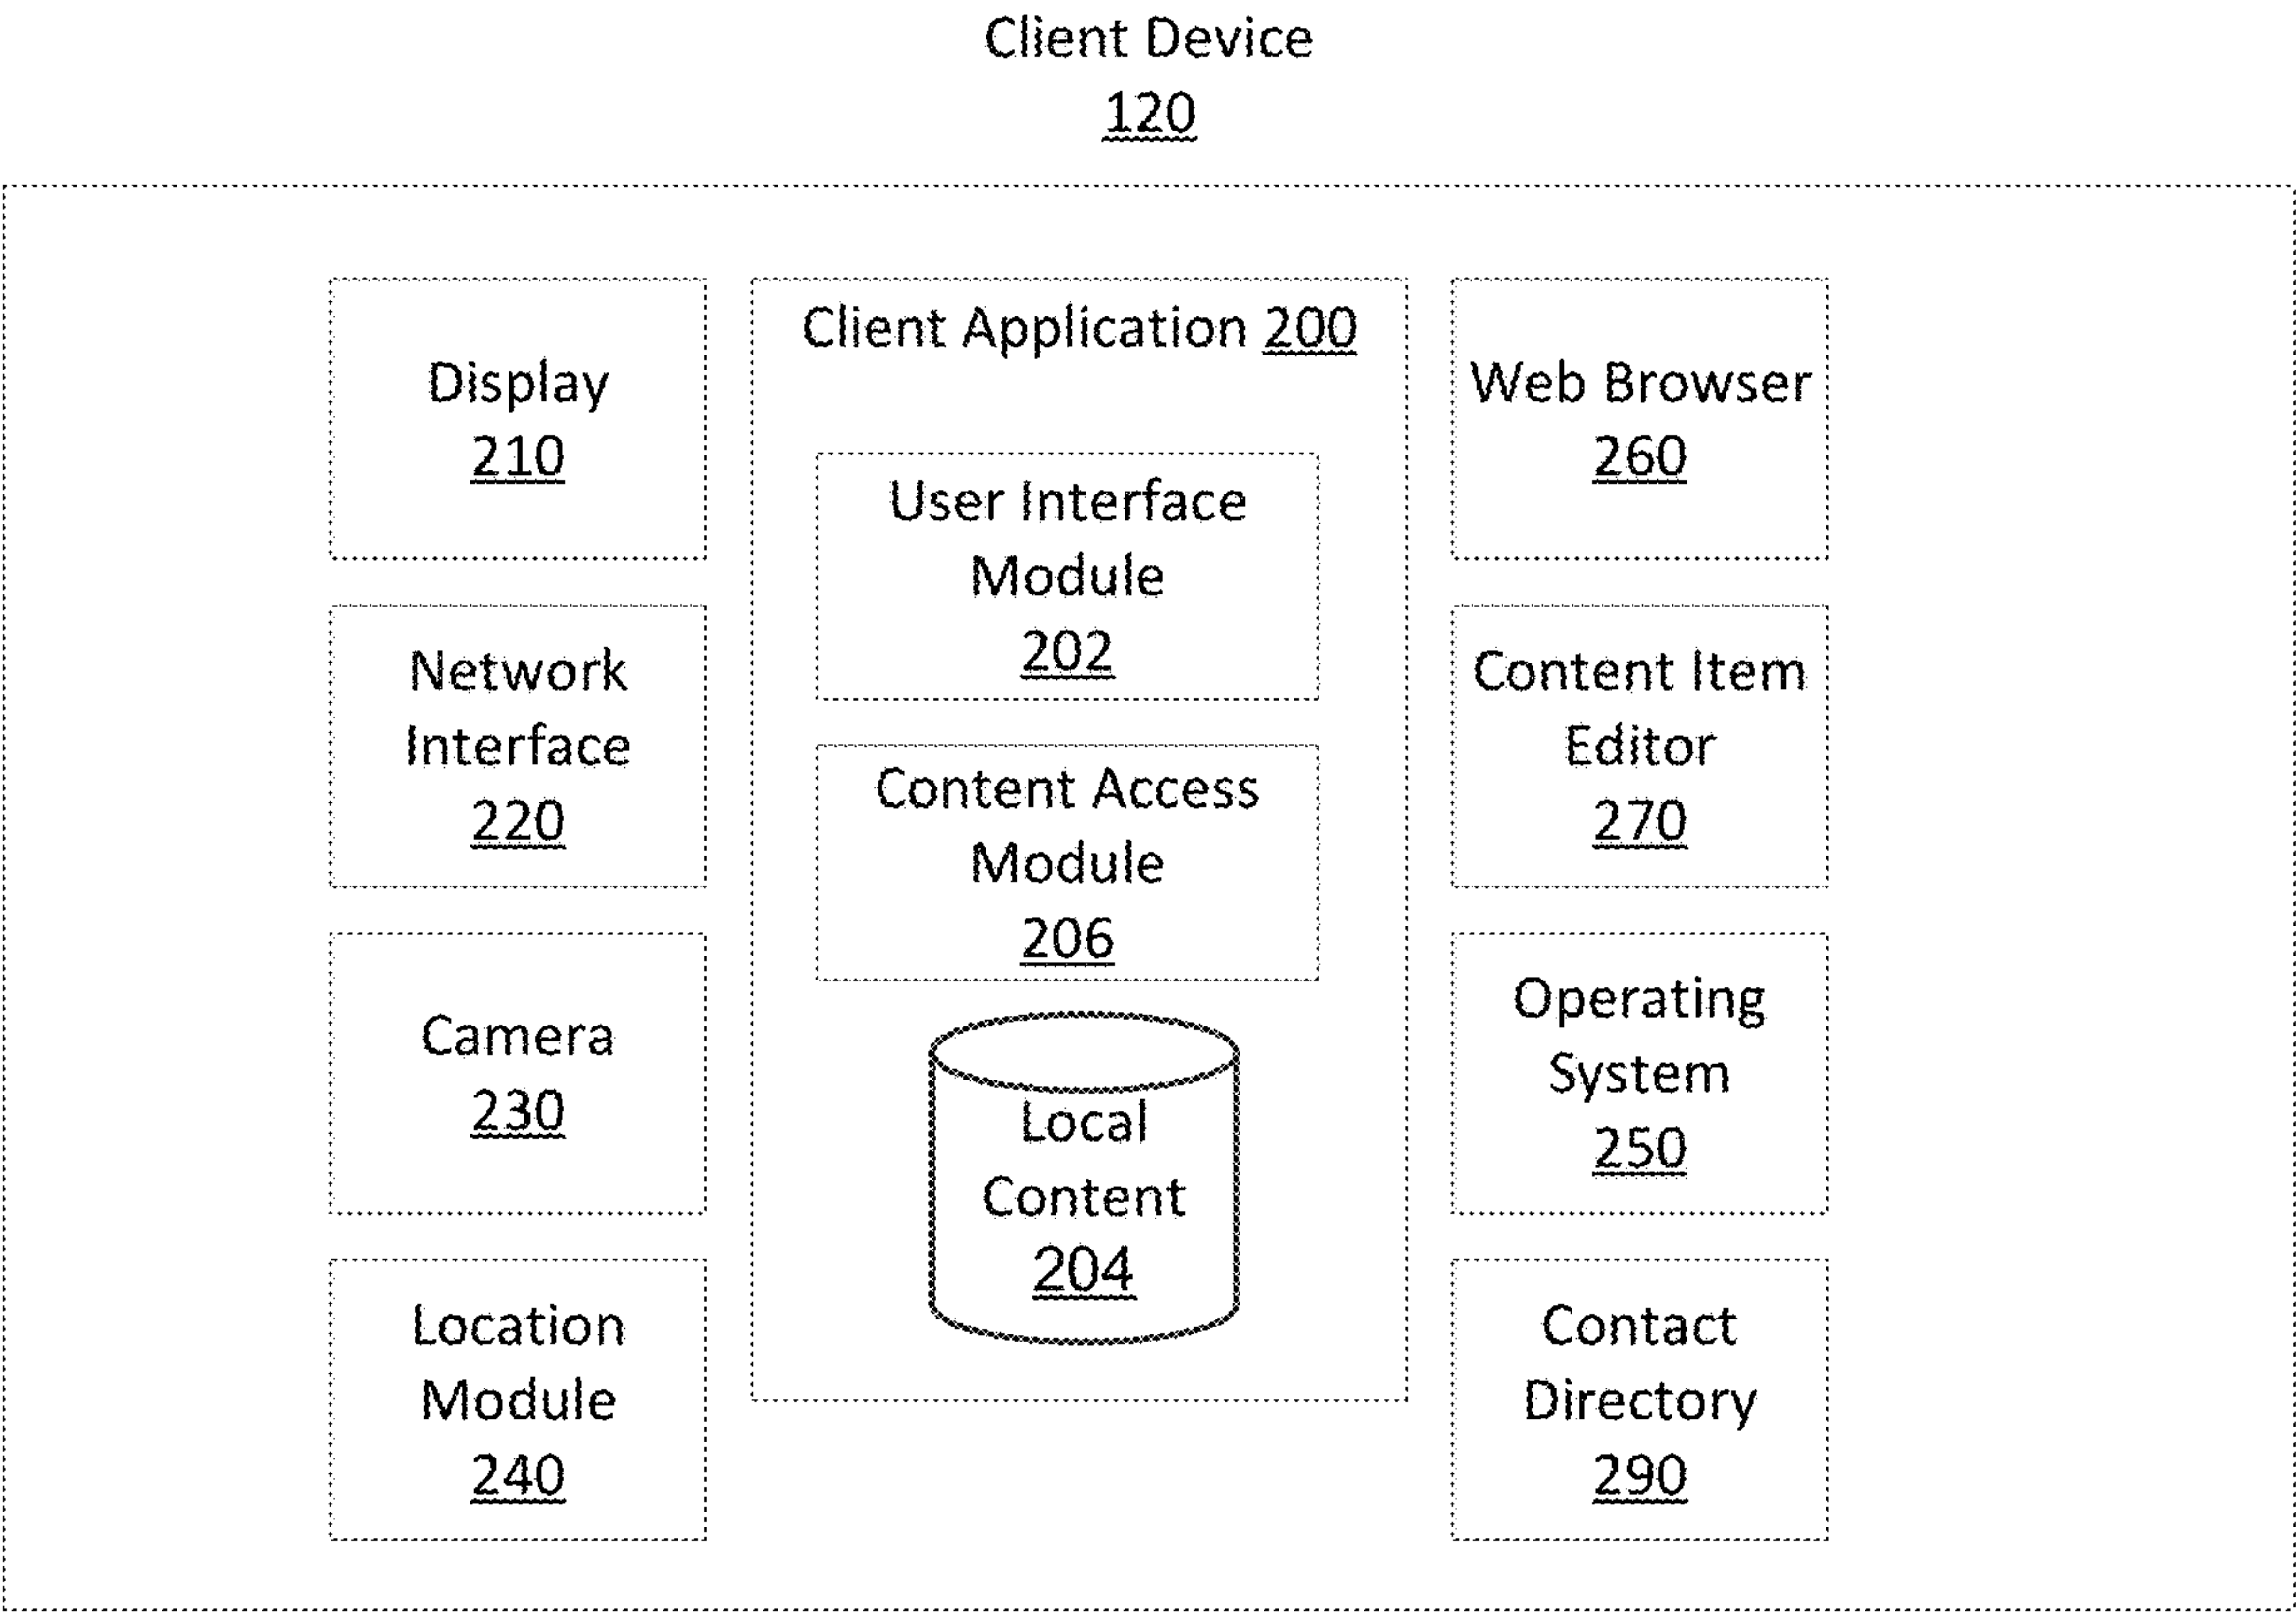 Client Device
120
Display
210
Network
Interface
220
Camera
230
Location
Module
240
Client Application 200
User Interface
Module
202
Content Access
Module
206
Local
Content
204
Web Browser
260
Content Item
Editor
270
Operating
System
250
Contact
Directory
290